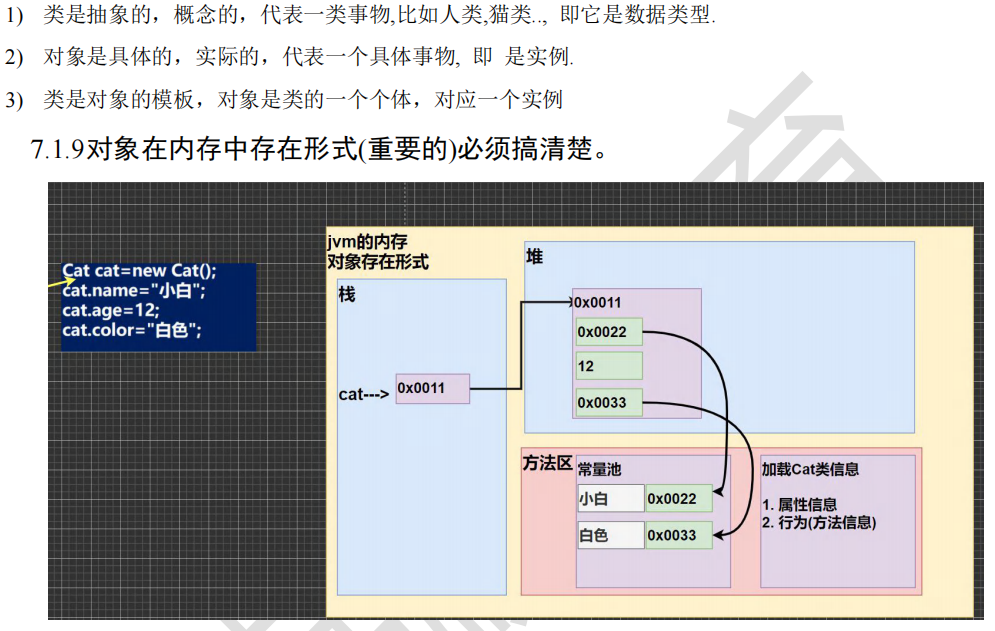 1) 类是抽象的，概念的，代表一类事物,比如人类,猫类.., 即它是数据类型.
2) 对象是具体的，实际的，代表一个具体事物, 即 是实例.
3) 类是对象的模板，对象是类的一个个体，对应一个实例
7.1.9对象在内存中存在形式(重要的)必须搞清楚。
Cat cat=new Cat();
cat.name="小白";
cat.age=12;
cat.color="白色";
jvm的内存
对象存在形式
栈
cat--->
0x0011
堆
0x0011
0x0022
12
0x0033
方法区
常量池
小白 0x0022
白色 0x0033
加载Cat类信息
1. 属性信息
2. 行为(方法信息)